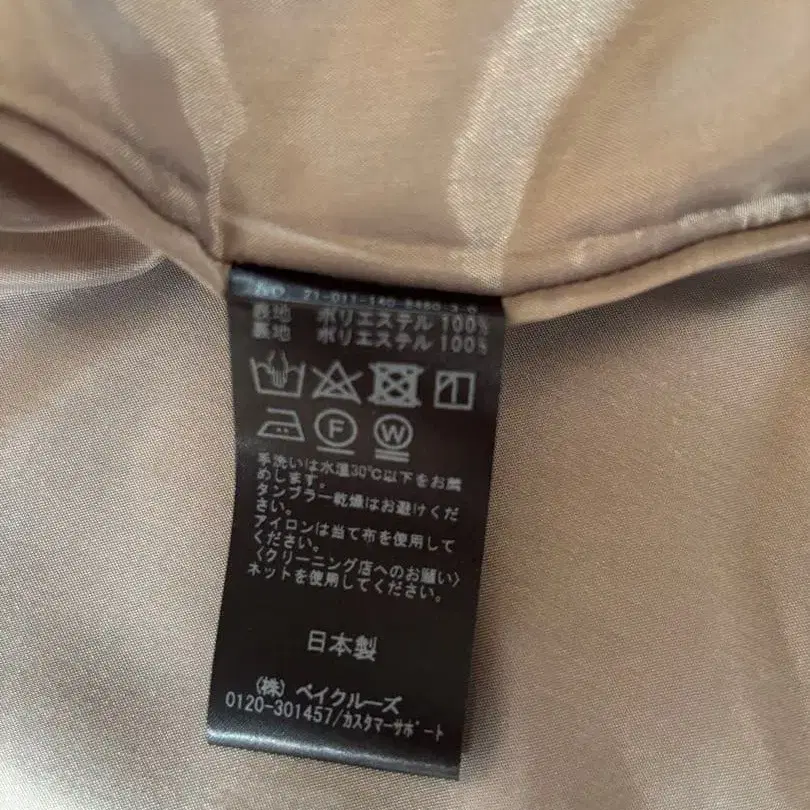 表地 ポリエステル 100%
裏地 ポリエステル 100%
F W
手洗いは水温30℃以下をお薦
めします。
タンブラー乾燥はお避けくだ
さい。
アイロンは当て布を使用して
ください。
〈クリーニング店へのお願い〉
ネットを使用してください。
日本製
(株) ベイクルーズ
0120-301457/カスタマーサポート